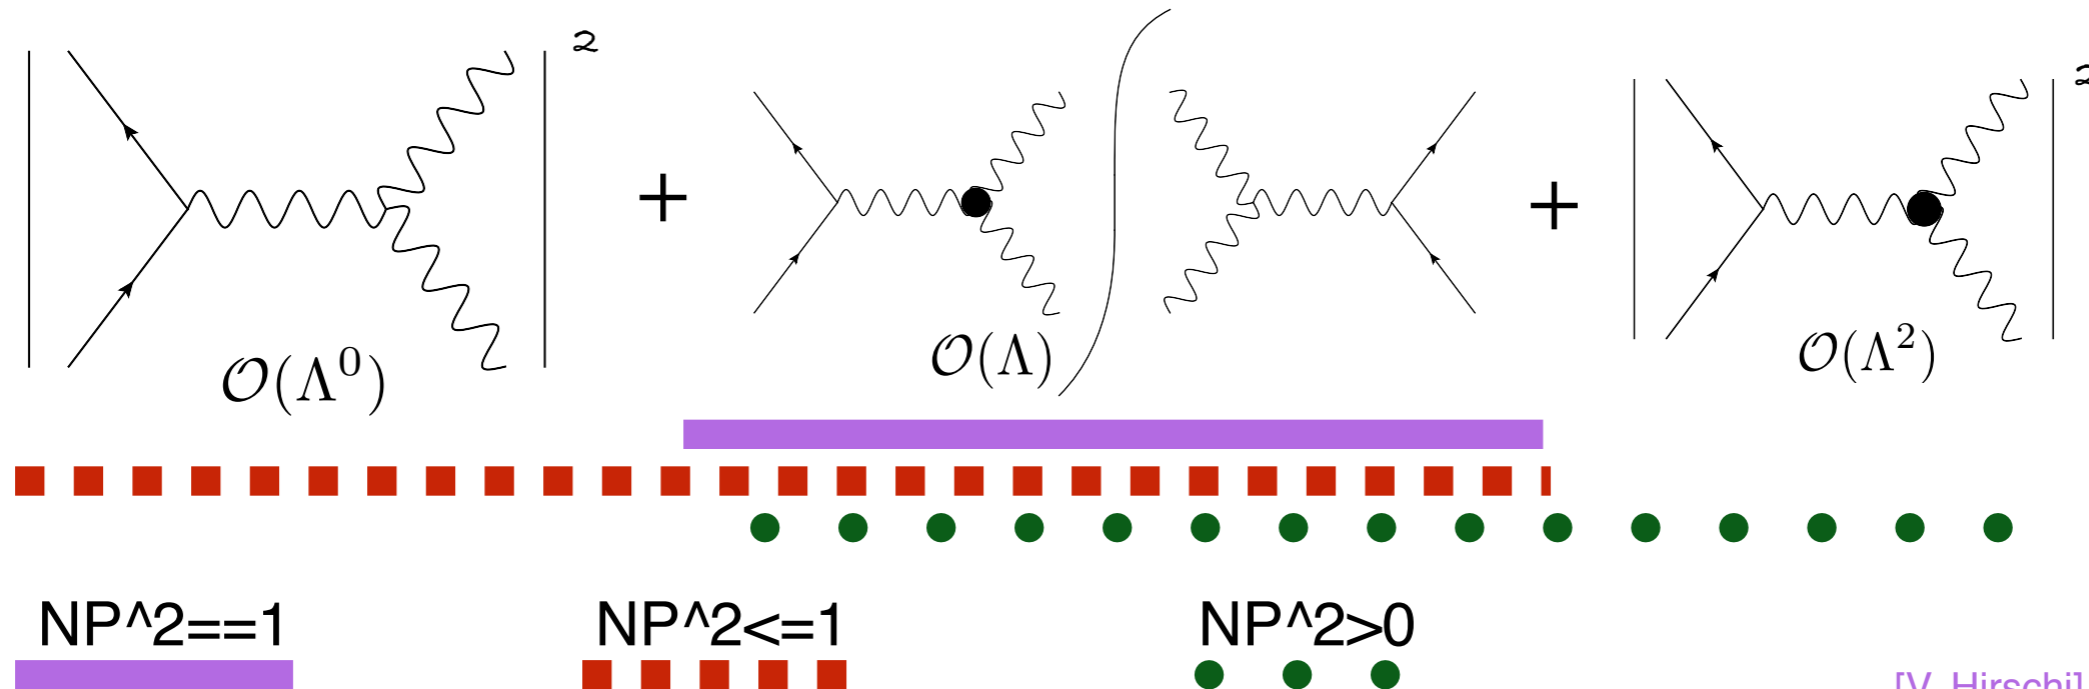 2
2
+
+
𝒪(Λ⁰)
𝒪(Λ)
𝒪(Λ²)
NP^2==1
NP^2<=1
NP^2>0
[V. Hirschi]